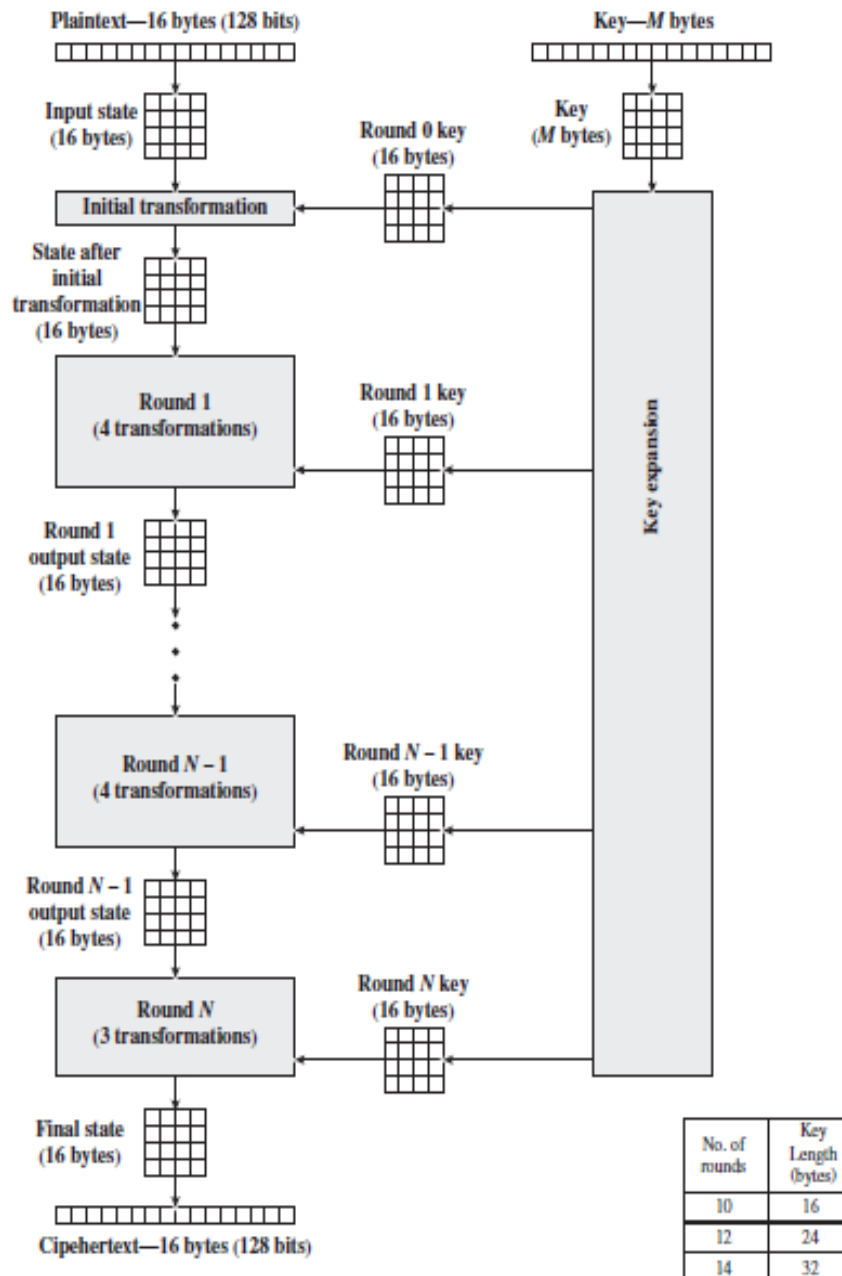 Plaintext—16 bytes (128 bits)
Key—M bytes
Input state
(16 bytes)
Key
(M bytes)
Round 0 key
(16 bytes)
Initial transformation
State after
initial
transformation
(16 bytes)
Round 1
(4 transformations)
Round 1 key
(16 bytes)
Key expansion
Round 1
output state
(16 bytes)
Round N – 1
(4 transformations)
Round N – 1 key
(16 bytes)
Round N – 1
output state
(16 bytes)
Round N
(3 transformations)
Round N key
(16 bytes)
Final state
(16 bytes)
Cipehertext—16 bytes (128 bits)
No. of
rounds
Key
Length
(bytes)
10 16
12 24
14 32